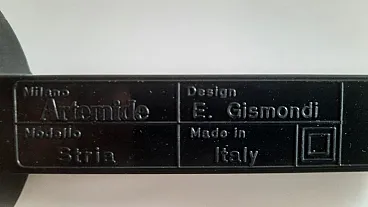 Milano
Artemide
Design
E. Gismondi
Modello
Stria
Made in
Italy